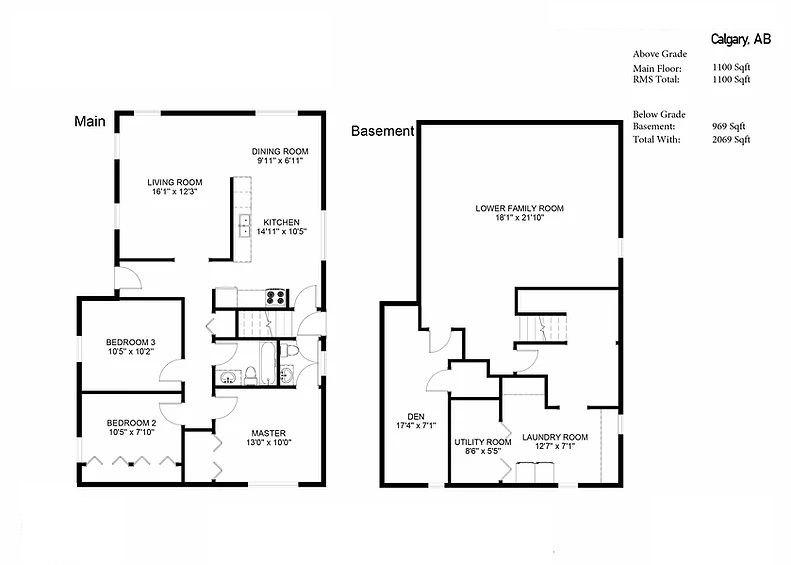 Calgary, AB
Above Grade
Main Floor: 1100 Sqft
RMS Total: 1100 Sqft
Below Grade
Basement: 969 Sqft
Total With: 2069 Sqft
Main
DINING ROOM
9'11" x 6'11"
LIVING ROOM
16'1" x 12'3"
KITCHEN
14'11" x 10'5"
BEDROOM 3
10'5" x 10'2"
BEDROOM 2
10'5" x 7'10"
MASTER
13'0" x 10'0"
Basement
LOWER FAMILY ROOM
18'1" x 21'10"
DEN
17'4" x 7'1"
UTILITY ROOM
8'6" x 5'5"
LAUNDRY ROOM
12'7" x 7'1"